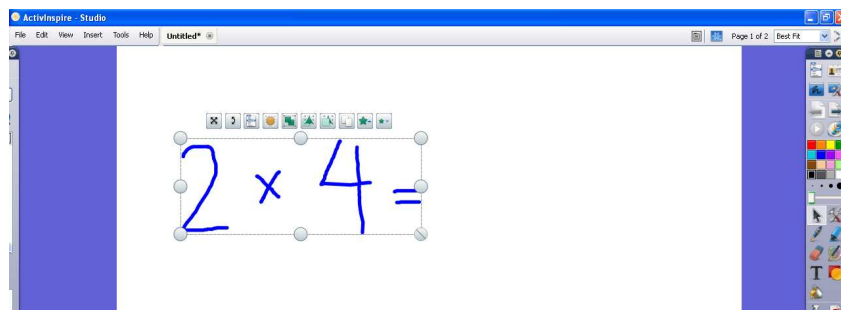 ActivInspire - Studio
File Edit View Insert Tools Help Untitled* Page 1 of 2 Best Fit
2 × 4 =
T